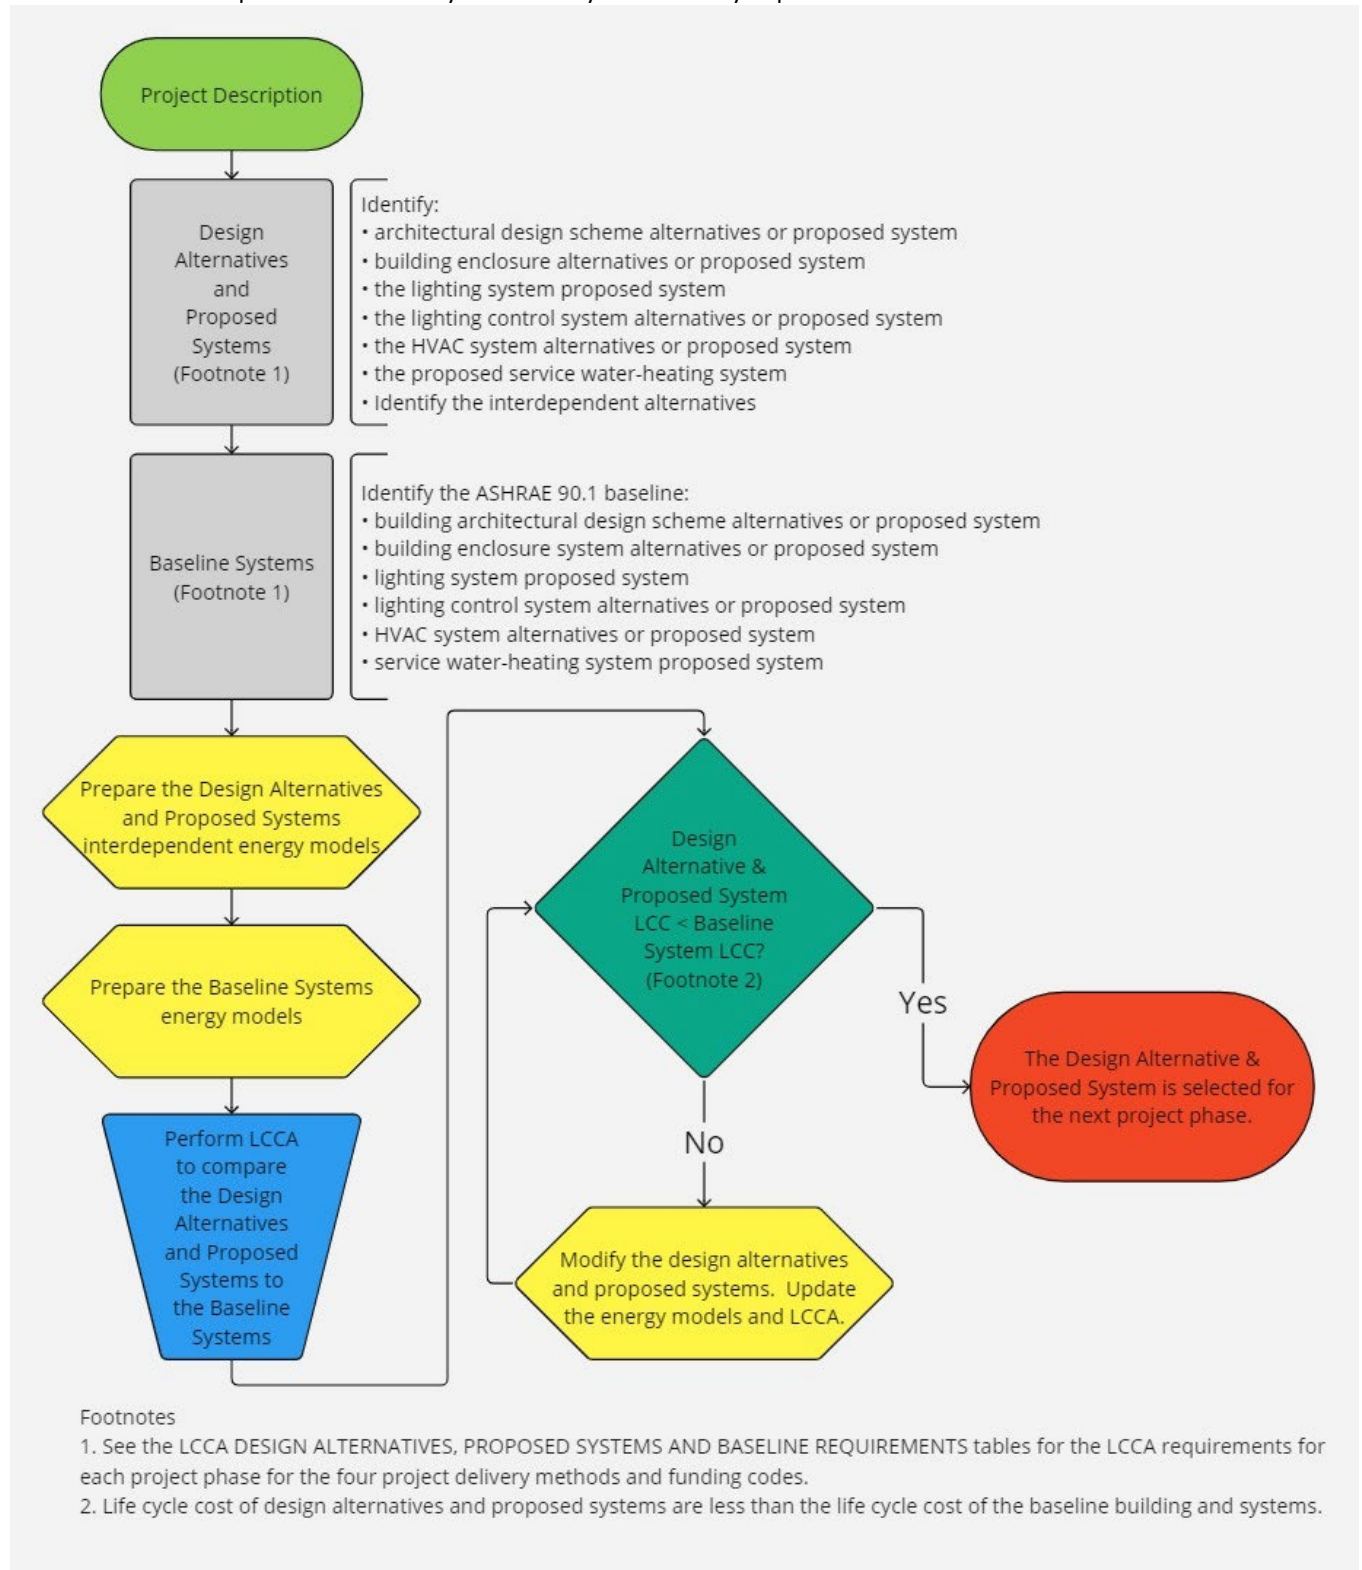 Project Description
Design
Alternatives
and
Proposed
Systems
(Footnote 1)
Identify:
• architectural design scheme alternatives or proposed system
• building enclosure alternatives or proposed system
• the lighting system proposed system
• the lighting control system alternatives or proposed system
• the HVAC system alternatives or proposed system
• the proposed service water-heating system
• Identify the interdependent alternatives
Baseline Systems
(Footnote 1)
Identify the ASHRAE 90.1 baseline:
• building architectural design scheme alternatives or proposed system
• building enclosure system alternatives or proposed system
• lighting system proposed system
• lighting control system alternatives or proposed system
• HVAC system alternatives or proposed system
• service water-heating system proposed system
Prepare the Design Alternatives
and Proposed Systems
interdependent energy models
Prepare the Baseline Systems
energy models
Perform LCCA
to compare
the Design
Alternatives
and Proposed
Systems to
the Baseline
Systems
Design
Alternative &
Proposed System
LCC < Baseline
System LCC?
(Footnote 2)
Yes
The Design Alternative &
Proposed System is selected for
the next project phase.
No
Modify the design alternatives
and proposed systems. Update
the energy models and LCCA.
Footnotes
1. See the LCCA DESIGN ALTERNATIVES, PROPOSED SYSTEMS AND BASELINE REQUIREMENTS tables for the LCCA requirements for
each project phase for the four project delivery methods and funding codes.
2. Life cycle cost of design alternatives and proposed systems are less than the life cycle cost of the baseline building and systems.